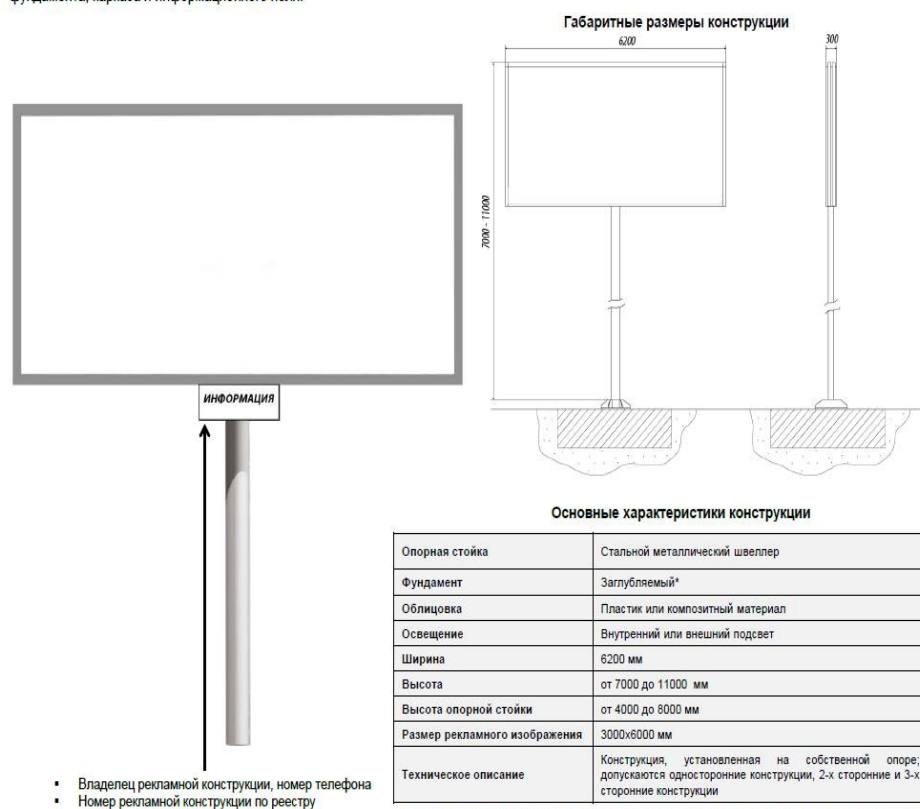 Габаритные размеры конструкции
6200
300
7000 - 11000
ИНФОРМАЦИЯ
▪ Владелец рекламной конструкции, номер телефона
▪ Номер рекламной конструкции по реестру
Основные характеристики конструкции
Опорная стойка Стальной металлический швеллер
Фундамент Заглубляемый*
Облицовка Пластик или композитный материал
Освещение Внутренний или внешний подсвет
Ширина 6200 мм
Высота от 7000 до 11000 мм
Высота опорной стойки от 4000 до 8000 мм
Размер рекламного изображения 3000х6000 мм
Техническое описание Конструкция, установленная на собственной опоре;
допускаются односторонние конструкции, 2-х сторонние и 3-х
сторонние конструкции